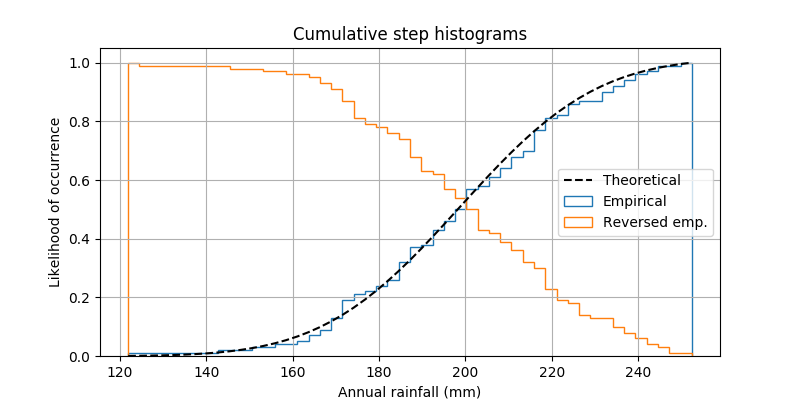 Cumulative step histograms
Likelihood of occurrence
1.0
0.8
0.6
0.4
0.2
0.0
Theoretical
Empirical
Reversed emp.
120 140 160 180 200 220 240
Annual rainfall (mm)